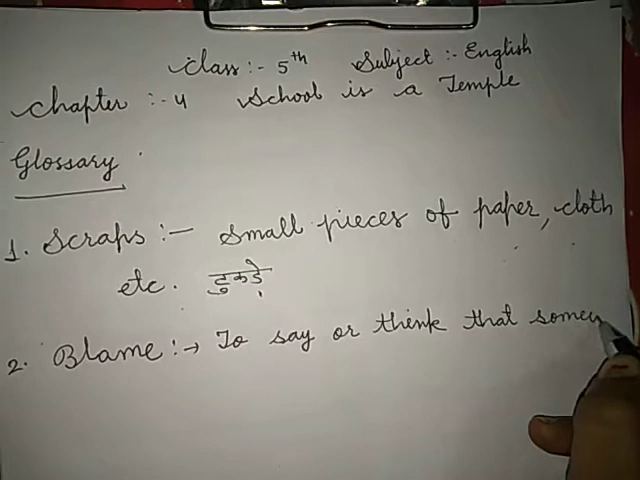 Class:- 5th Subject :- English
Chapter :- 4 School is a Temple
Glossary
1. Scraps :- Small pieces of paper, cloth
etc. टुकड़े
2. Blame :→ To say or think that